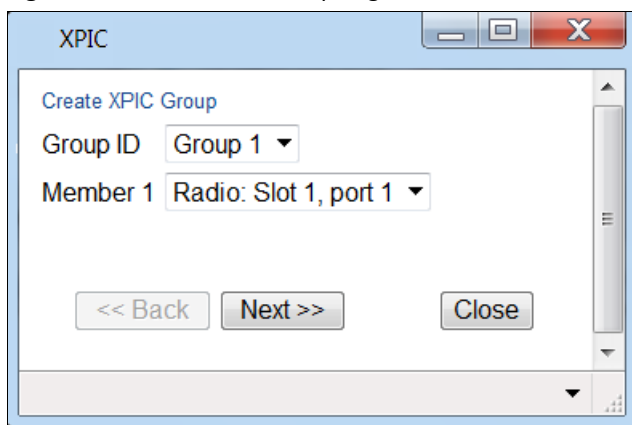 XPIC
Create XPIC Group
Group ID Group 1
Member 1 Radio: Slot 1, port 1
<< Back Next >> Close